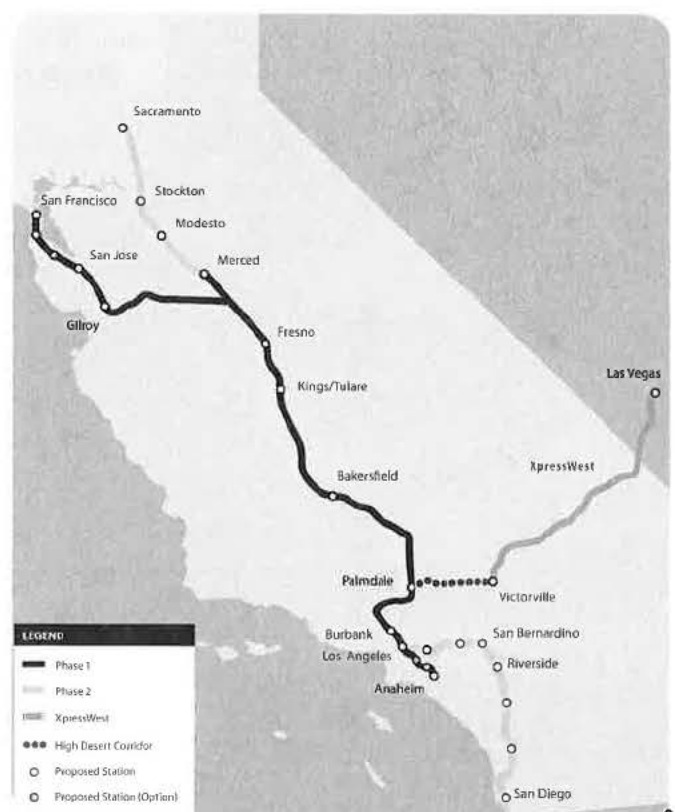 Sacramento
Stockton
San Francisco
Modesto
San Jose
Merced
Gilroy
Fresno
Las Vegas
Kings/Tulare
XpressWest
Bakersfield
Palmdale
Victorville
Burbank
San Bernardino
Los Angeles
Riverside
Anaheim
San Diego
LEGEND
Phase 1
Phase 2
XpressWest
High Desert Corridor
Proposed Station
Proposed Station (Option)